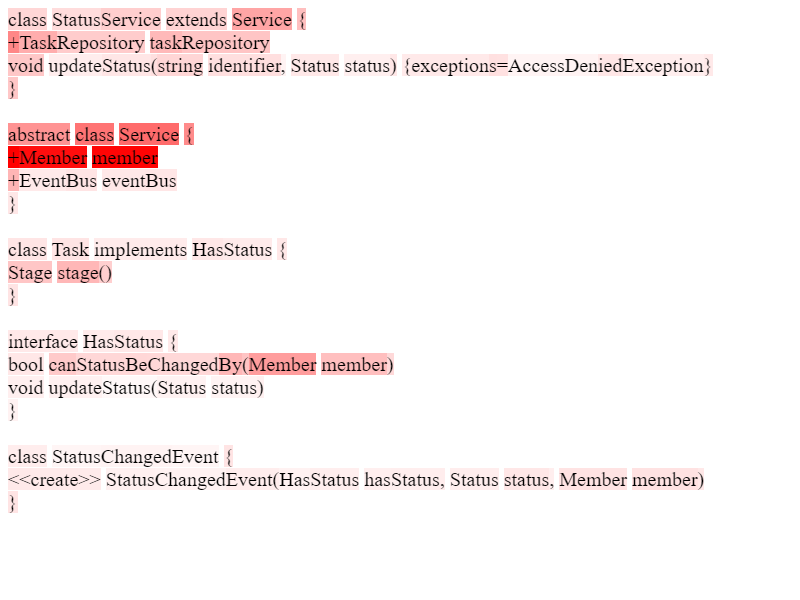 class StatusService extends Service {
+TaskRepository taskRepository
void updateStatus(string identifier, Status status) {exceptions=AccessDeniedException}
}
abstract class Service {
+Member member
+EventBus eventBus
}
class Task implements HasStatus {
Stage stage()
}
interface HasStatus {
bool canStatusBeChangedBy(Member member)
void updateStatus(Status status)
}
class StatusChangedEvent {
<<create>> StatusChangedEvent(HasStatus hasStatus, Status status, Member member)
}